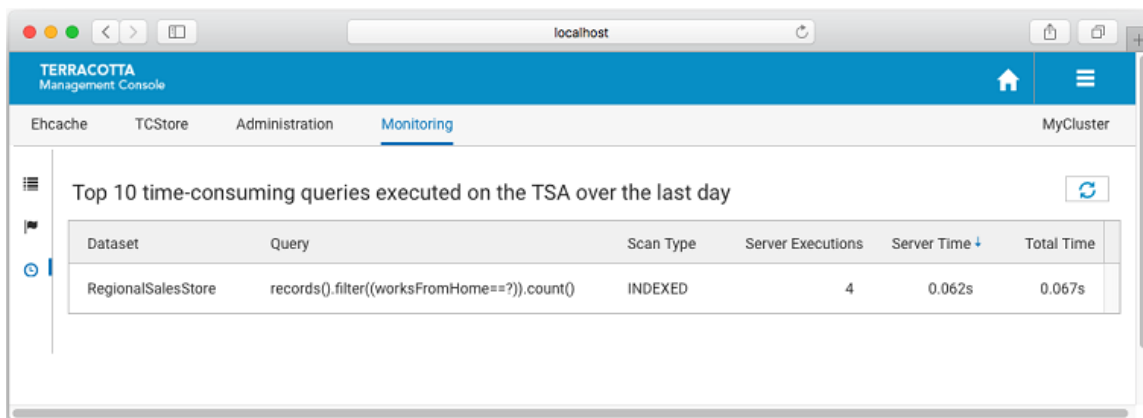 localhost
TERRACOTTA
Management Console
Ehcache TCStore Administration Monitoring MyCluster
Top 10 time-consuming queries executed on the TSA over the last day
Dataset Query Scan Type Server Executions Server Time Total Time
RegionalSalesStore records().filter((worksFromHome==?)).count() INDEXED 4 0.062s 0.067s